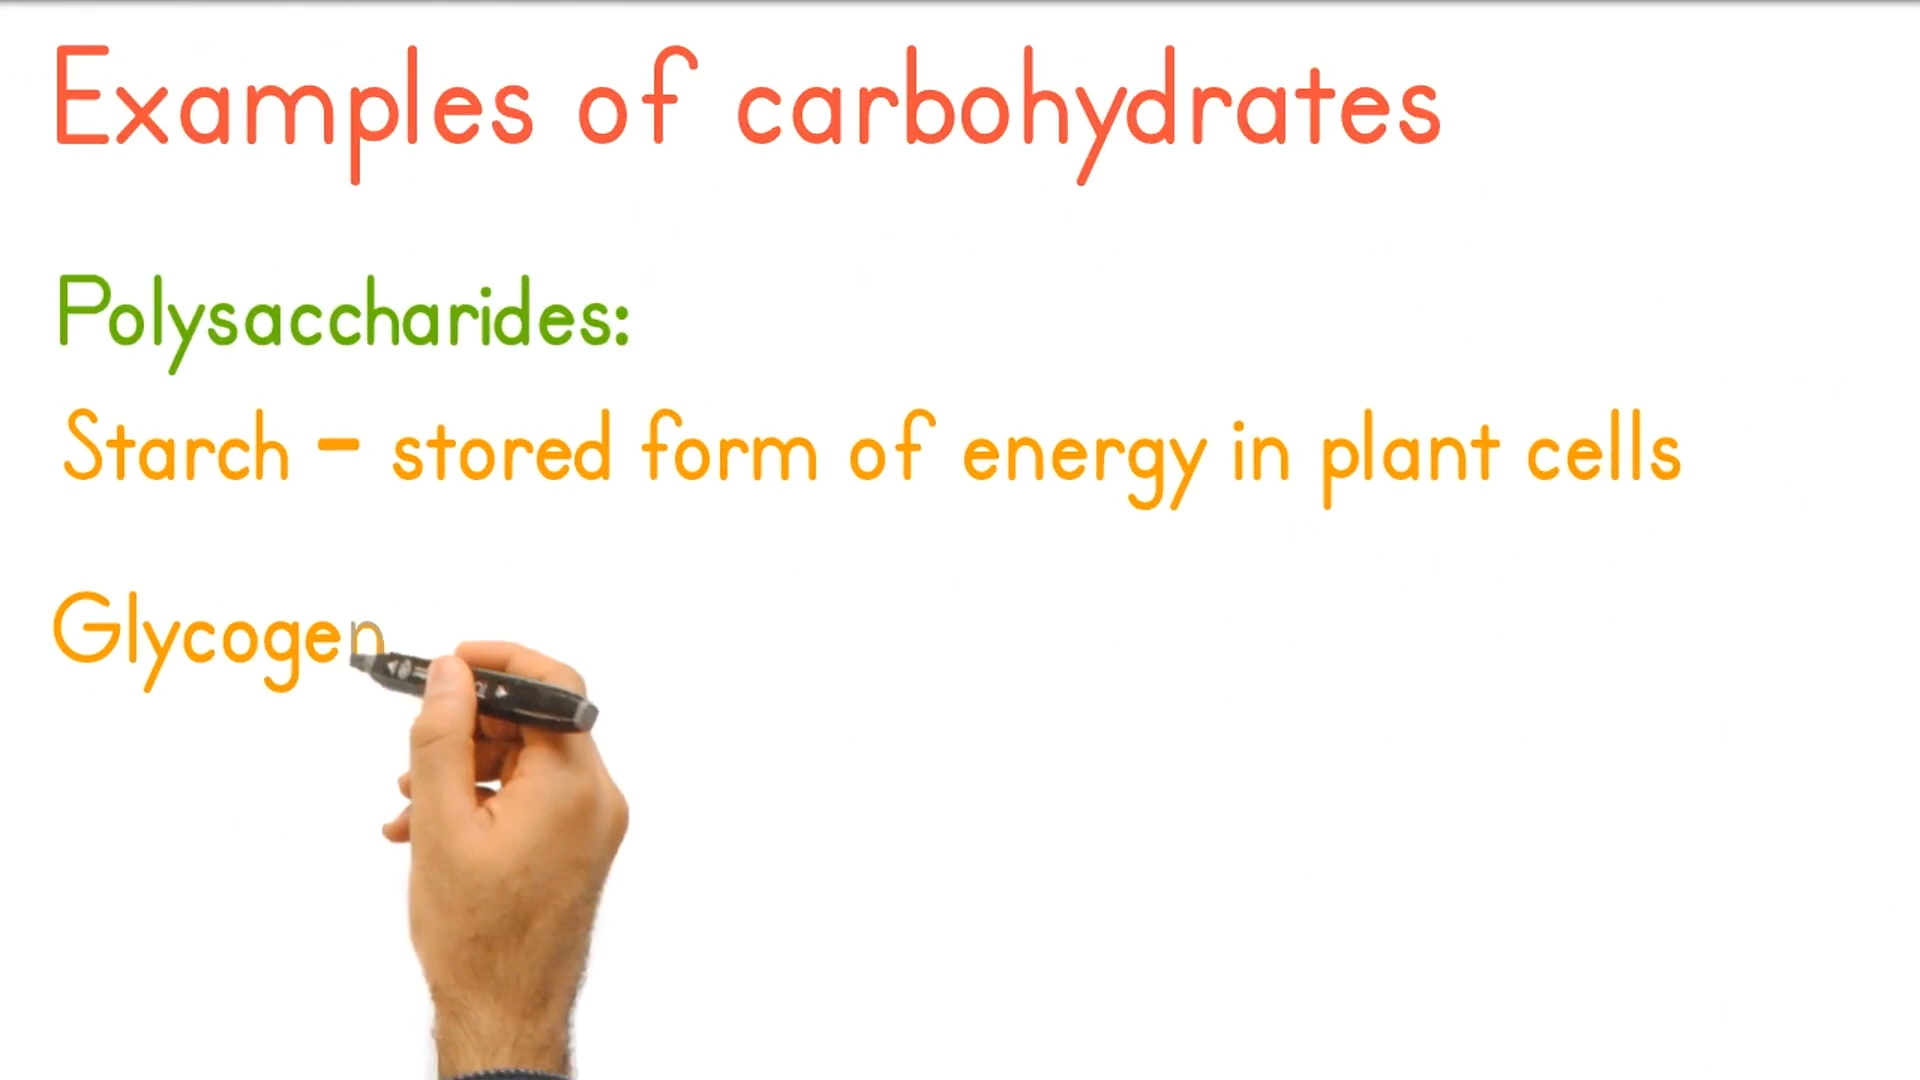 Examples of carbohydrates
Polysaccharides:
Starch - stored form of energy in plant cells
Glycogen